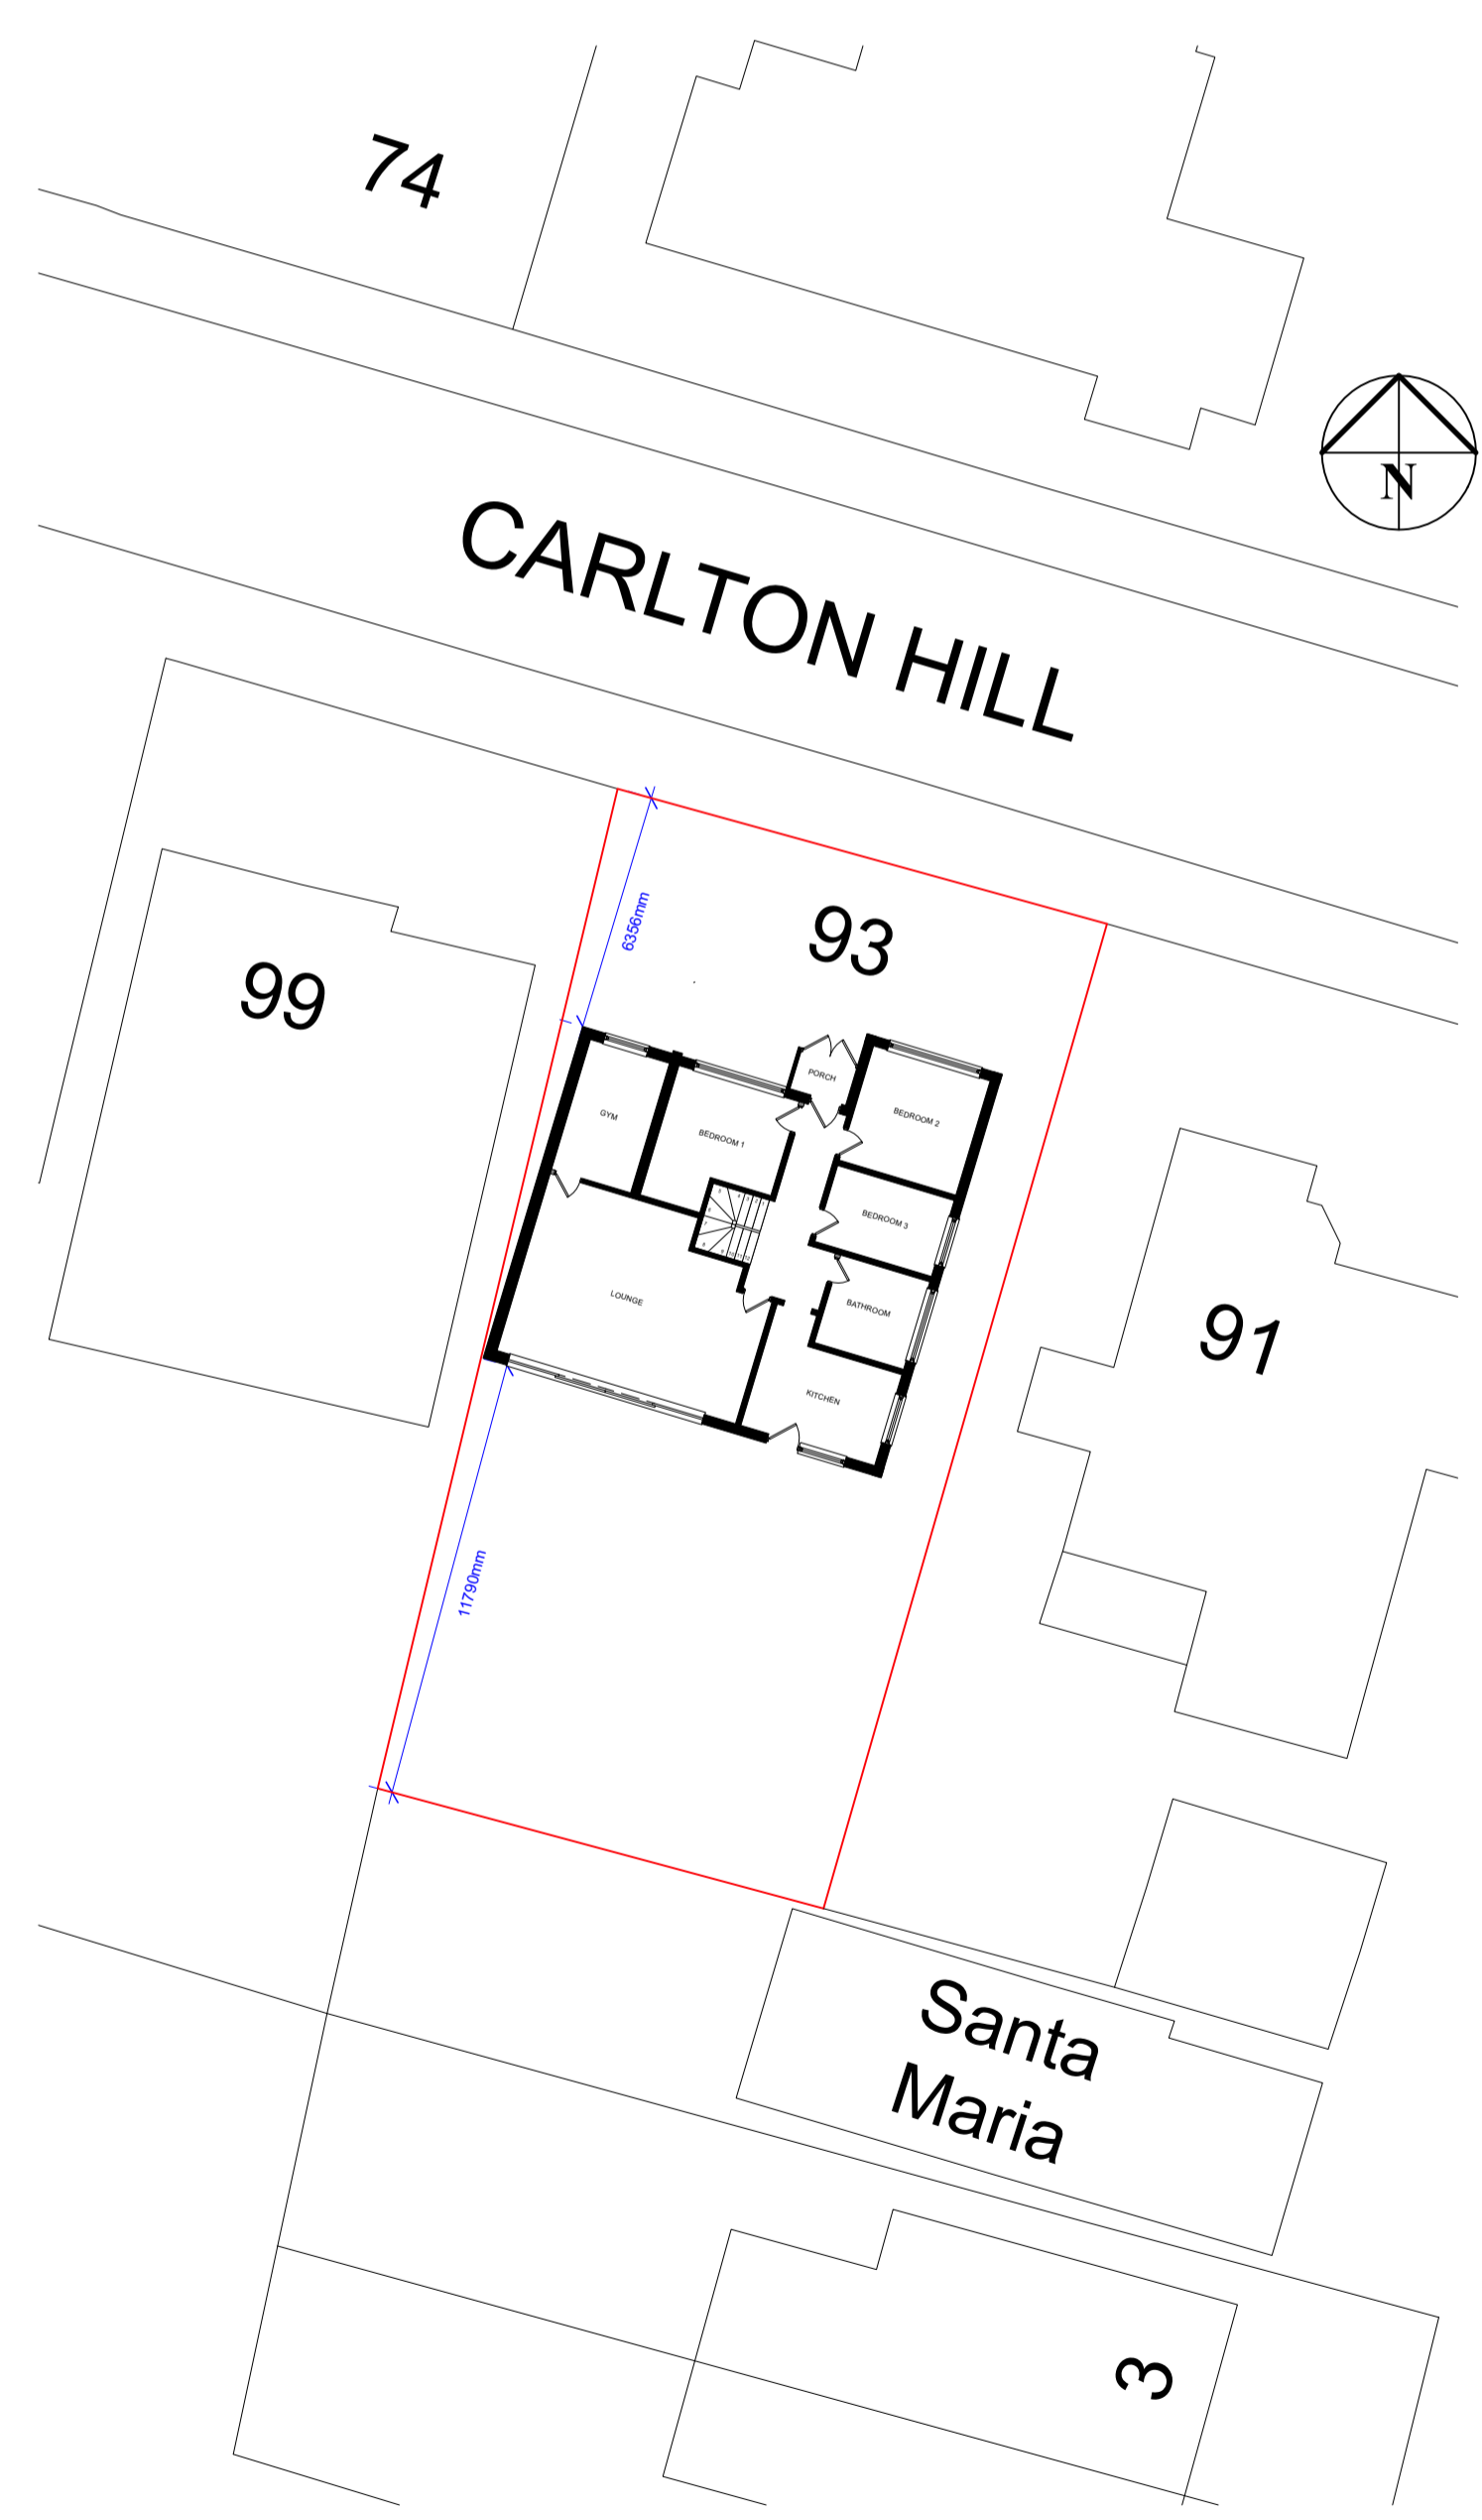 74
N
CARLTON HILL
6356mm
93
99
PORCH
GYM
BEDROOM 1
BEDROOM 2
BEDROOM 3
LOUNGE
BATHROOM
KITCHEN
91
11790mm
Santa
Maria
3